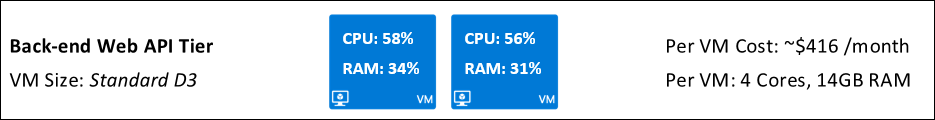 Back-end Web API Tier
VM Size: Standard D3
CPU: 58%
RAM: 34%
VM
CPU: 56%
RAM: 31%
VM
Per VM Cost: ~$416 /month
Per VM: 4 Cores, 14GB RAM